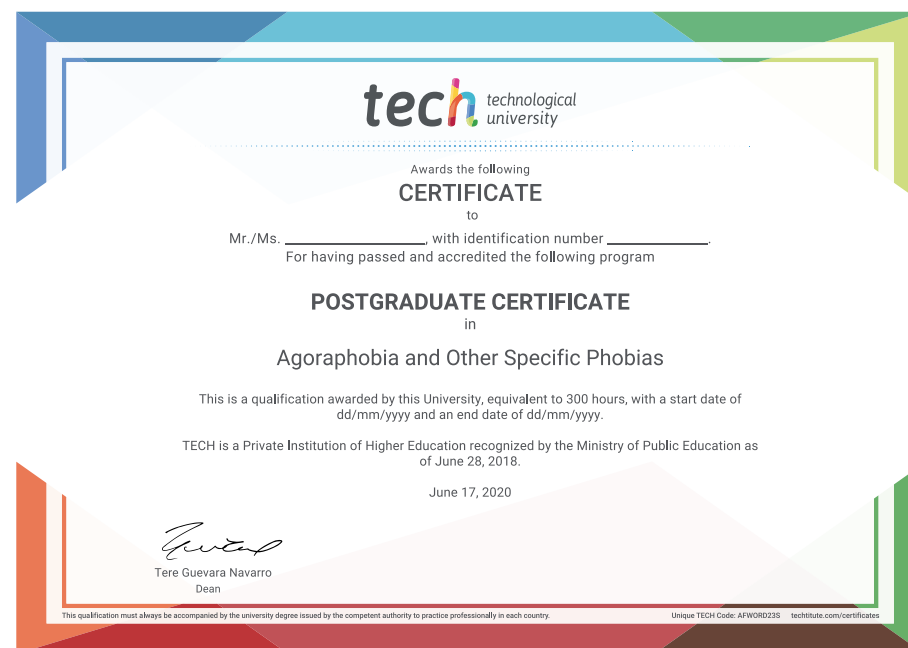 tech technological
university
Awards the following
CERTIFICATE
to
Mr./Ms. ____________________, with identification number ______________.
For having passed and accredited the following program
POSTGRADUATE CERTIFICATE
in
Agoraphobia and Other Specific Phobias
This is a qualification awarded by this University, equivalent to 300 hours, with a start date of
dd/mm/yyyy and an end date of dd/mm/yyyy.
TECH is a Private Institution of Higher Education recognized by the Ministry of Public Education as
of June 28, 2018.
June 17, 2020
Tere Guevara Navarro
Dean
This qualification must always be accompanied by the university degree issued by the competent authority to practice professionally in each country.
Unique TECH Code: AFWORD23S techtitute.com/certificates